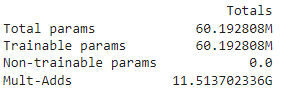 Totals
Total params 60.192808M
Trainable params 60.192808M
Non-trainable params 0.0
Mult-Adds 11.513702336G